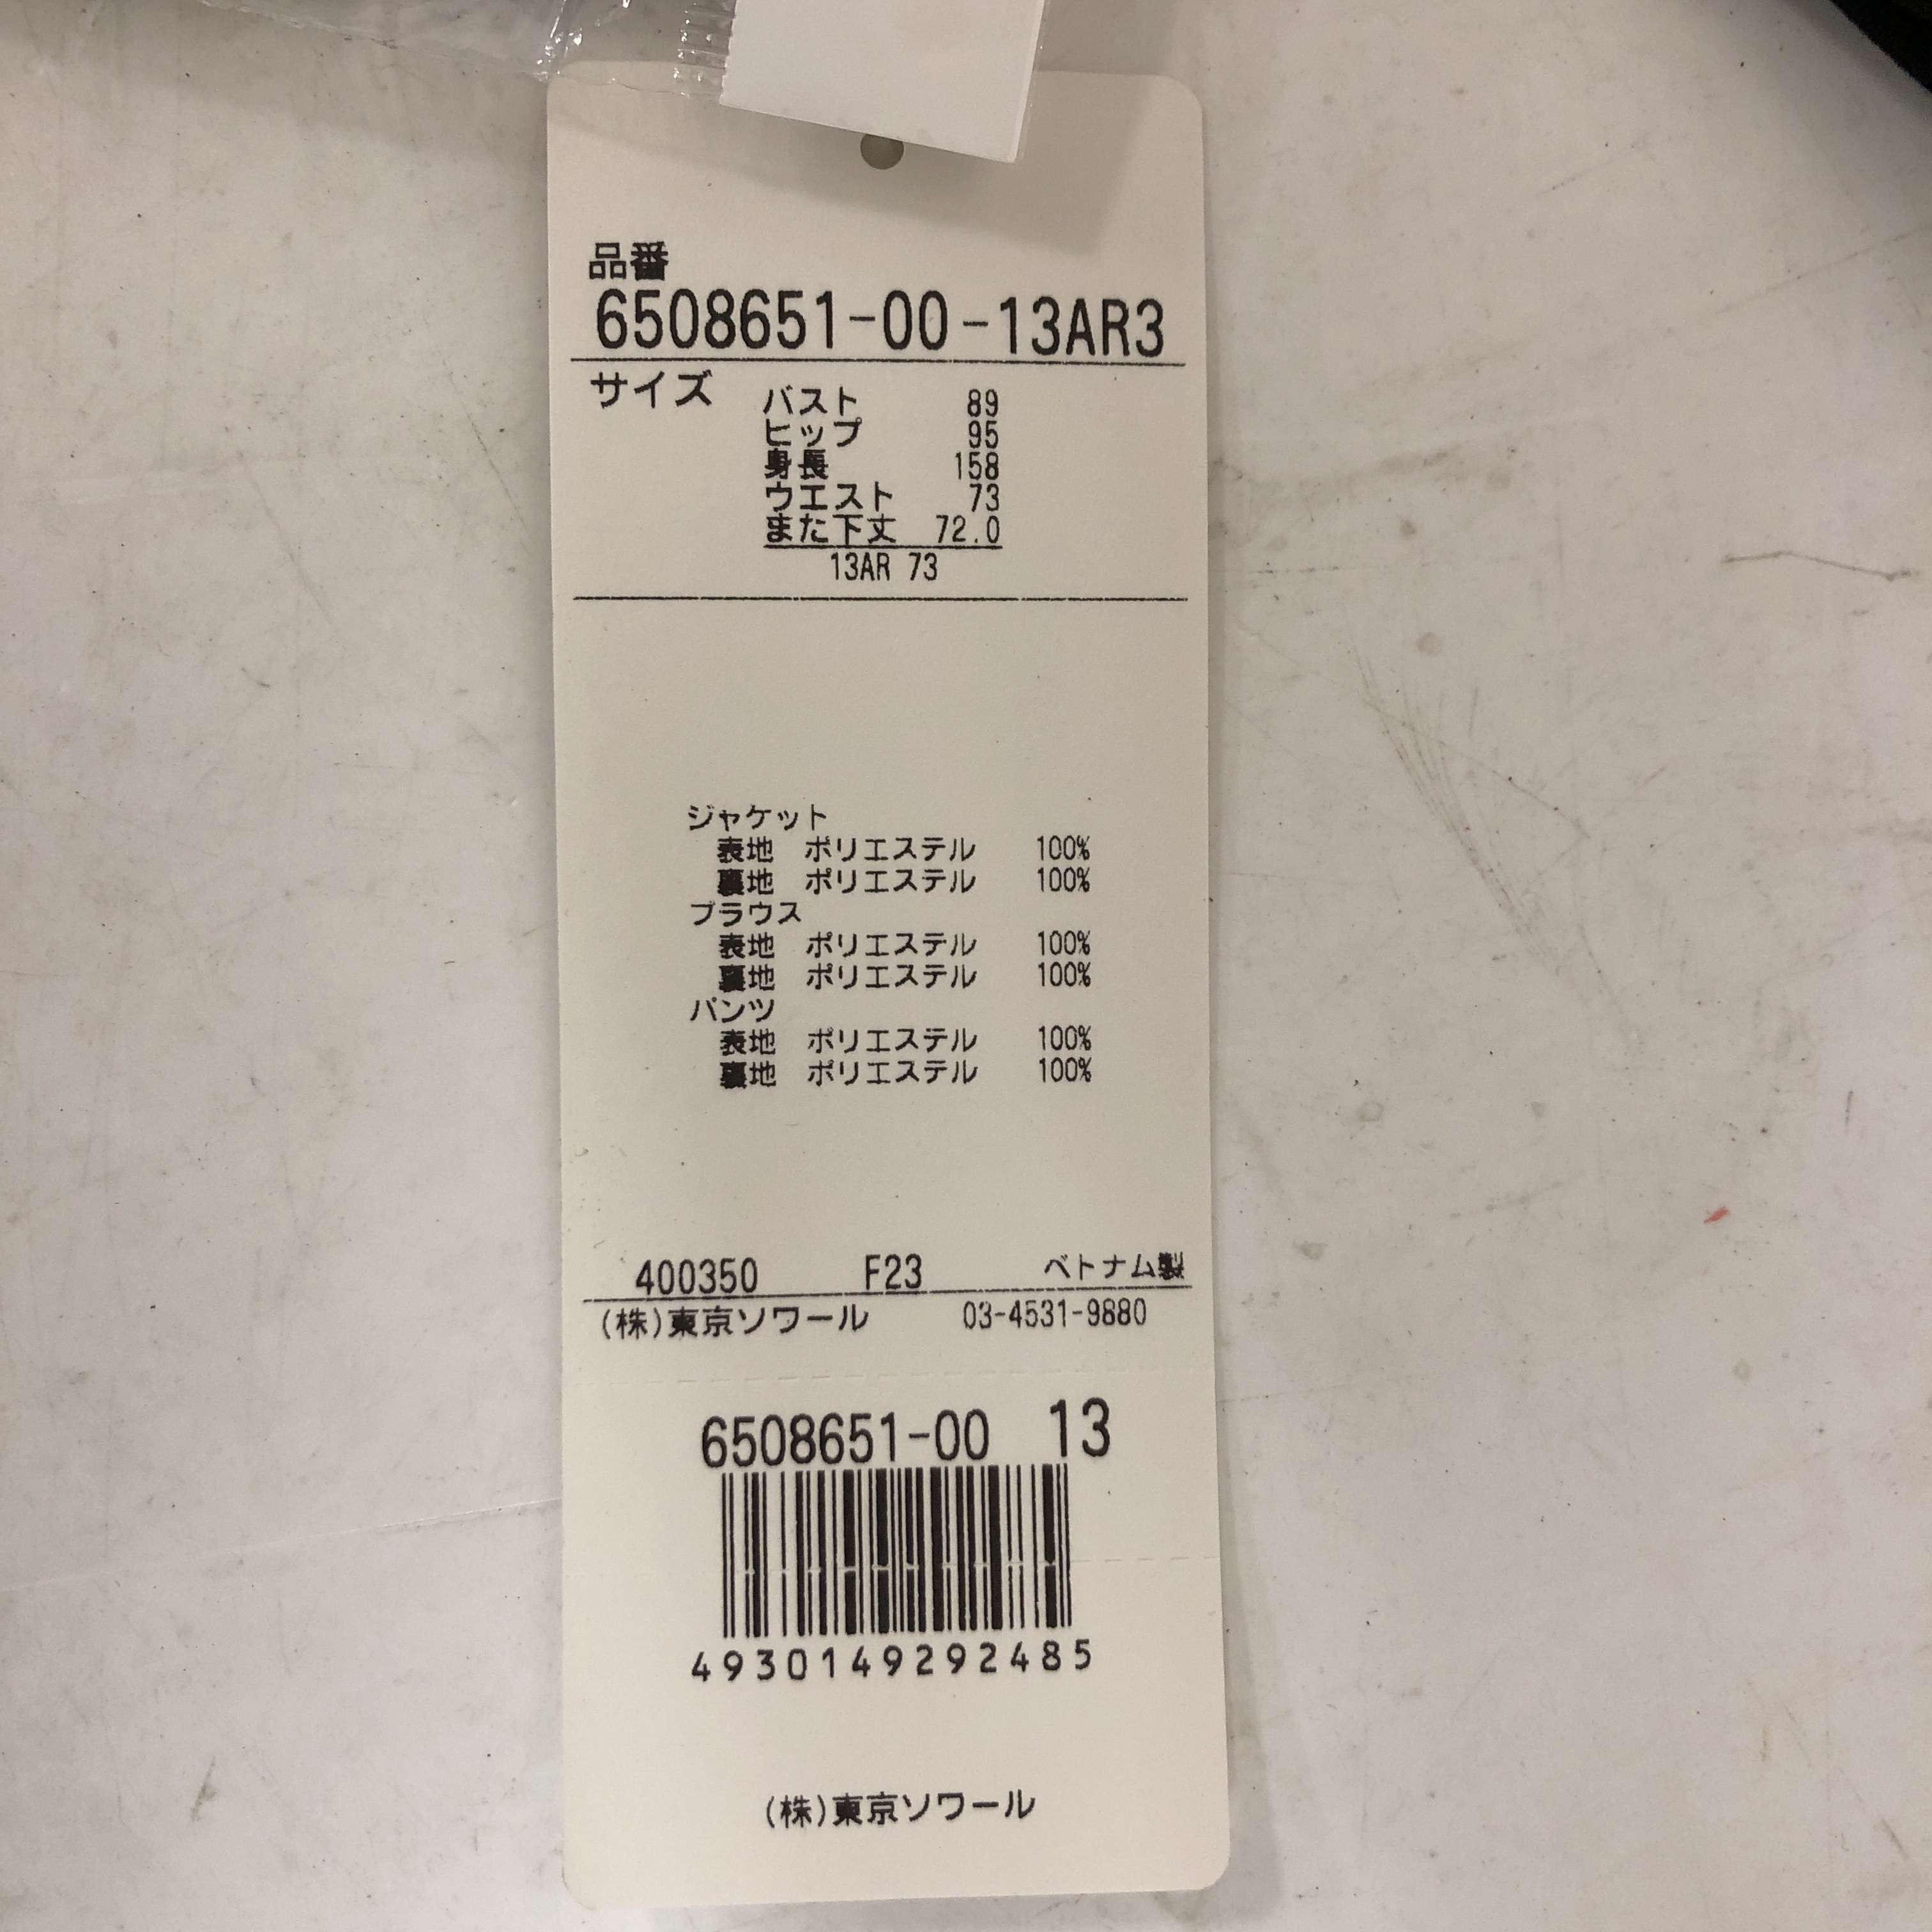 品番
6508651-00-13AR3
サイズ
バスト 89
ヒップ 95
身長 158
ウエスト 73
また下丈 72.0
13AR 73
ジャケット
表地 ポリエステル 100%
裏地 ポリエステル 100%
ブラウス
表地 ポリエステル 100%
裏地 ポリエステル 100%
パンツ
表地 ポリエステル 100%
裏地 ポリエステル 100%
400350 F23 ベトナム製
(株)東京ソワール 03-4531-9880
6508651-00 13
4930149292485
(株)東京ソワール